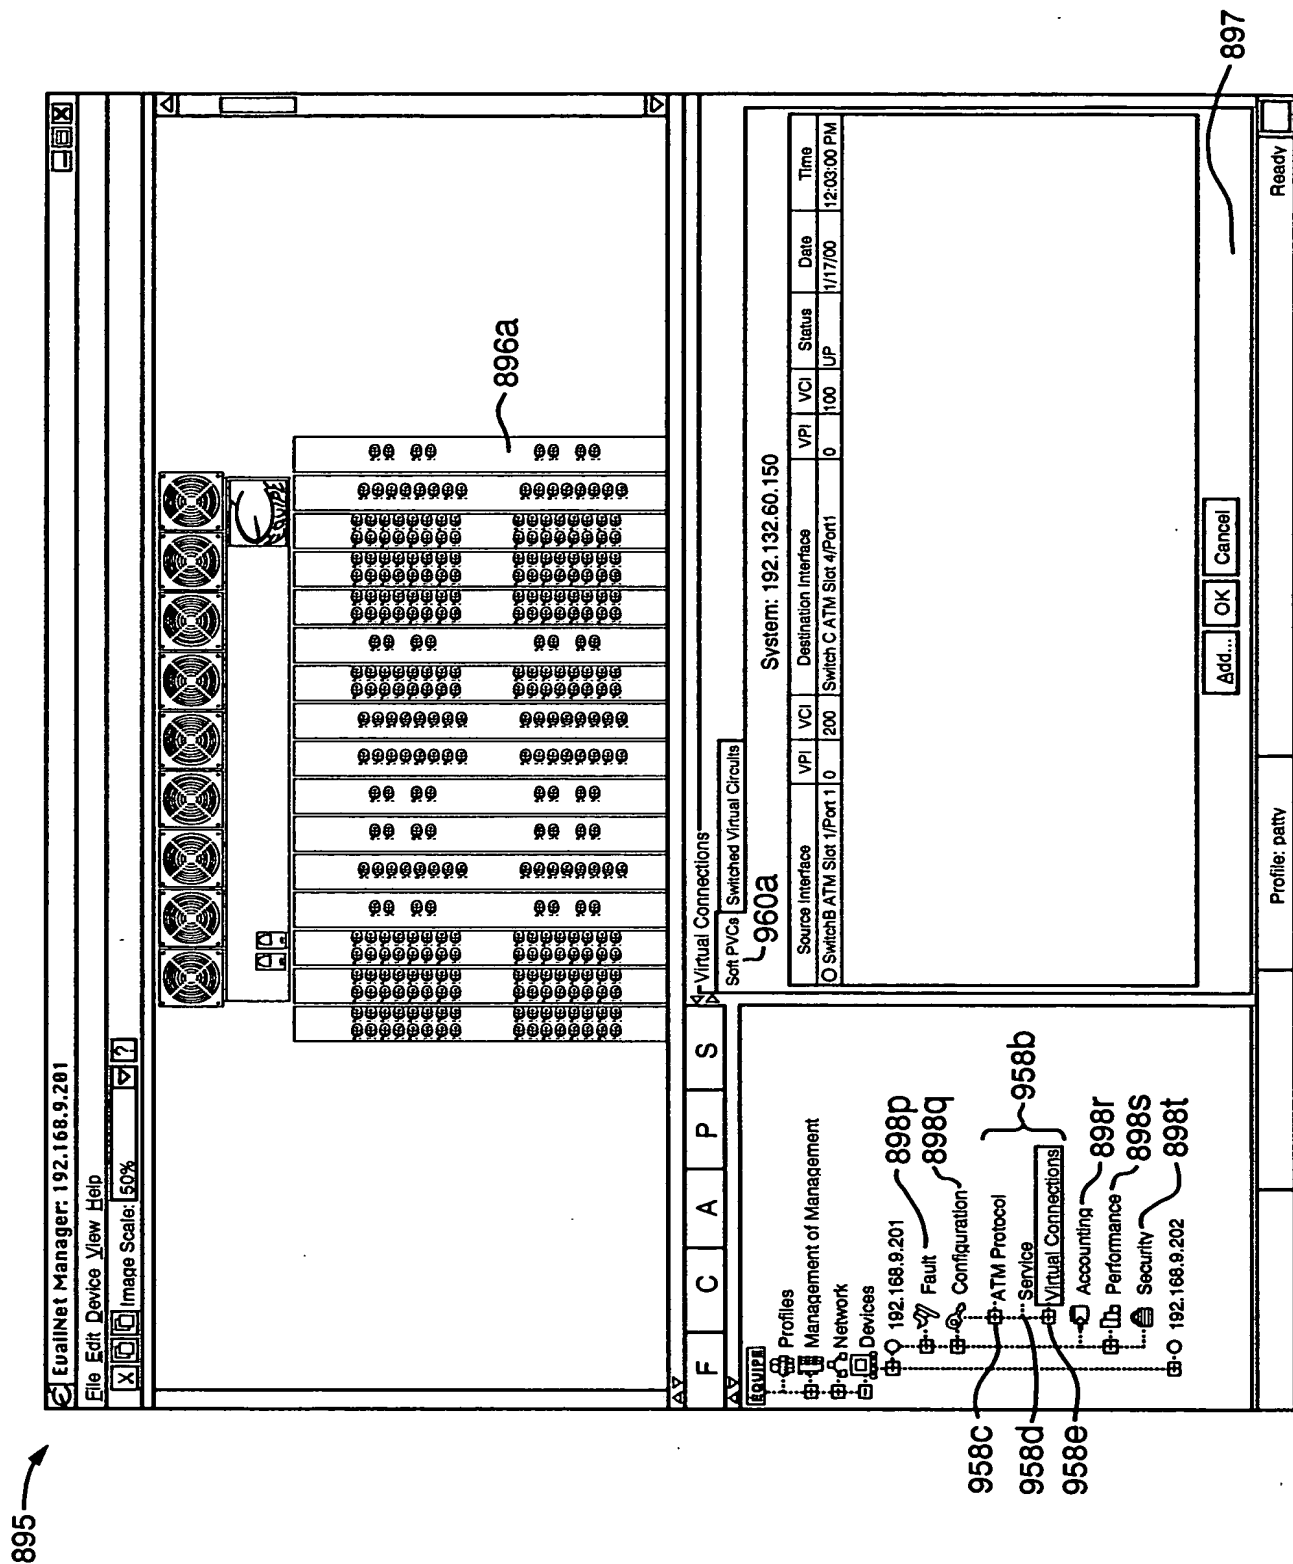 895
EuallNet Manager: 192.168.9.201
File Edit Device View Help
Image Scale: 50% ?
896a
F C A P S
EQUIPE
Profiles
Management of Management
Network
Devices
192.168.9.201
898p
Fault
898q
Configuration
958c
ATM Protocol
958b
958d
Service
958e
Virtual Connections
898r
Accounting
898s
Performance
898t
Security
192.168.9.202
Virtual Connections
Soft PVCs Switched Virtual Circuits
960a
System: 192.132.60.150
Source Interface VPI VCI Destination Interface VPI VCI Status Date Time
SwitchB ATM Slot 1/Port 1 0 200 Switch C ATM Slot 4/Port1 0 100 UP 1/17/00 12:03:00 PM
Add... OK Cancel
897
Profile: patty
Ready